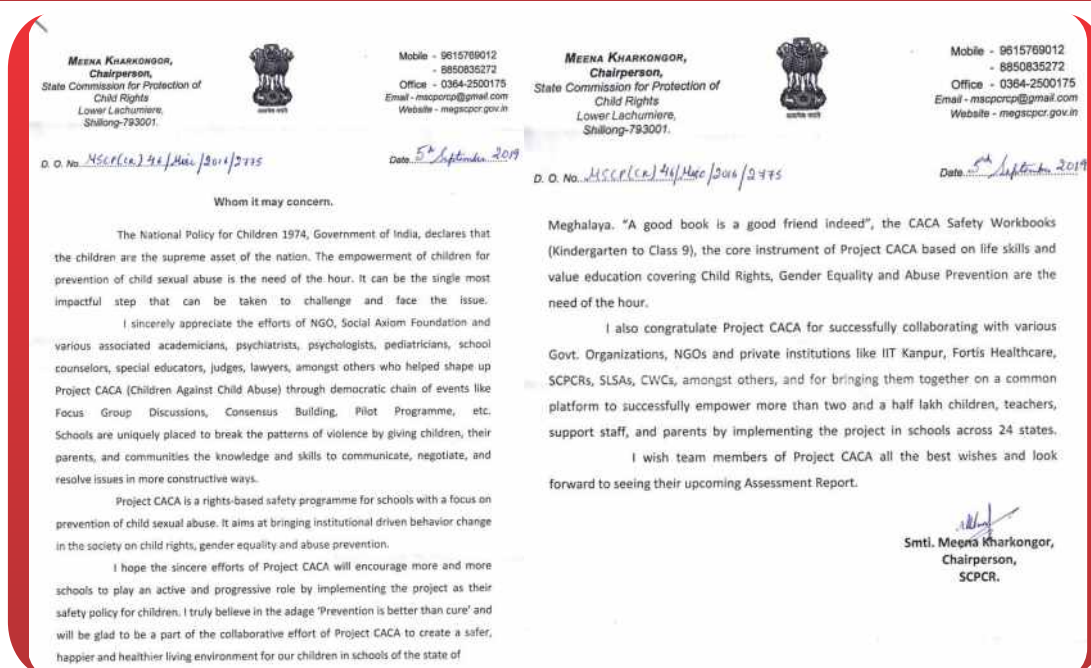 MEENA KHARKONGOR,
Chairperson,
State Commission for Protection of
Child Rights
Lower Lachumiere,
Shillong-793001.
Mobile - 9615769012
- 8850835272
Office - 0364-2500175
Email - mscpcrcp@gmail.com
Website - megscpcr.gov.in
D. O. No. MSCP(CR) 46/Misc/2016/2775
Date 5th September 2019
Whom it may concern.
The National Policy for Children 1974, Government of India, declares that
the children are the supreme asset of the nation. The empowerment of children for
prevention of child sexual abuse is the need of the hour. It can be the single most
impactful step that can be taken to challenge and face the issue.
I sincerely appreciate the efforts of NGO, Social Axiom Foundation and
various associated academicians, psychiatrists, psychologists, pediatricians, school
counselors, special educators, judges, lawyers, amongst others who helped shape up
Project CACA (Children Against Child Abuse) through democratic chain of events like
Focus Group Discussions, Consensus Building, Pilot Programme, etc.
Schools are uniquely placed to break the patterns of violence by giving children, their
parents, and communities the knowledge and skills to communicate, negotiate, and
resolve issues in more constructive ways.
Project CACA is a rights-based safety programme for schools with a focus on
prevention of child sexual abuse. It aims at bringing institutional driven behavior change
in the society on child rights, gender equality and abuse prevention.
I hope the sincere efforts of Project CACA will encourage more and more
schools to play an active and progressive role by implementing the project as their
safety policy for children. I truly believe in the adage 'Prevention is better than cure' and
will be glad to be a part of the collaborative effort of Project CACA to create a safer,
happier and healthier living environment for our children in schools of the state of
MEENA KHARKONGOR,
Chairperson,
State Commission for Protection of
Child Rights
Lower Lachumiere,
Shillong-793001.
Mobile - 9615769012
- 8850835272
Office - 0364-2500175
Email - mscpcrcp@gmail.com
Website - megscpcr.gov.in
D. O. No. MSCP(CR) 46/Misc/2016/2775
Date 5th September 2019
Meghalaya. "A good book is a good friend indeed", the CACA Safety Workbooks
(Kindergarten to Class 9), the core instrument of Project CACA based on life skills and
value education covering Child Rights, Gender Equality and Abuse Prevention are the
need of the hour.
I also congratulate Project CACA for successfully collaborating with various
Govt. Organizations, NGOs and private institutions like IIT Kanpur, Fortis Healthcare,
SCPCRs, SLSAs, CWCs, amongst others, and for bringing them together on a common
platform to successfully empower more than two and a half lakh children, teachers,
support staff, and parents by implementing the project in schools across 24 states.
I wish team members of Project CACA all the best wishes and look
forward to seeing their upcoming Assessment Report.
Smti. Meena Kharkongor,
Chairperson,
SCPCR.